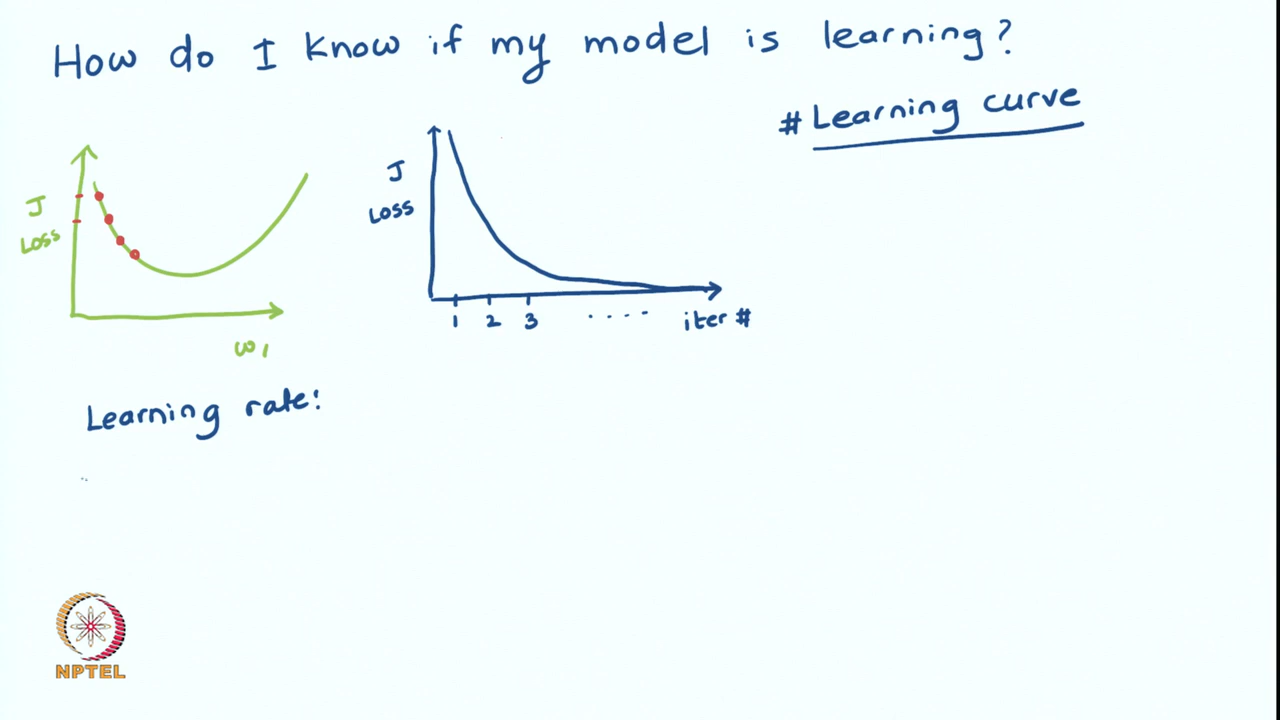 How do I know if my model is learning?
# Learning curve
J
Loss
w1
J
Loss
1 2 3 .... iter #
Learning rate:
NPTEL